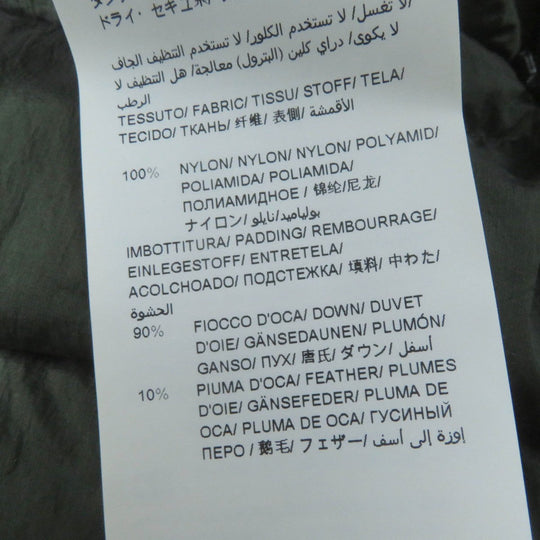 ドライ・セキユ系/
لا تغسل/ لا تستخدم الكلور/ لا تستخدم التنظيف الجاف/
لا يكوى/ دراي كلين (البترول) معالجة/ هل التنظيف لا
الرطب
TESSUTO/ FABRIC/ TISSU/ STOFF/ TELA/
TECIDO/ ТКАНЬ/ 纤维/ 表側/ الأقمشة
100% NYLON/ NYLON/ NYLON/ POLYAMID/
POLIAMIDA/ POLIAMIDA/
ПОЛИАМИДНОЕ / 锦纶/尼龙/
ナイロン/بولياميد/نايلو
IMBOTTITURA/ PADDING/ REMBOURRAGE/
EINLEGESTOFF/ ENTRETELA/
ACOLCHOADO/ ПОДСТЕЖКА/ 填料/ 中わた/
الحشوة
90% FIOCCO D'OCA/ DOWN/ DUVET
D'OIE/ GÄNSEDAUNEN/ PLUMÓN/
GANSO/ ПУХ/ 唐氏/ ダウン/ أسفل
10% PIUMA D'OCA/ FEATHER/ PLUMES
D'OIE/ GÄNSEFEDER/ PLUMA DE
OCA/ PLUMA DE OCA/ ГУСИНЫЙ
ПЕРО / 鹅毛/ フェザー/ إوزة إلى أسف